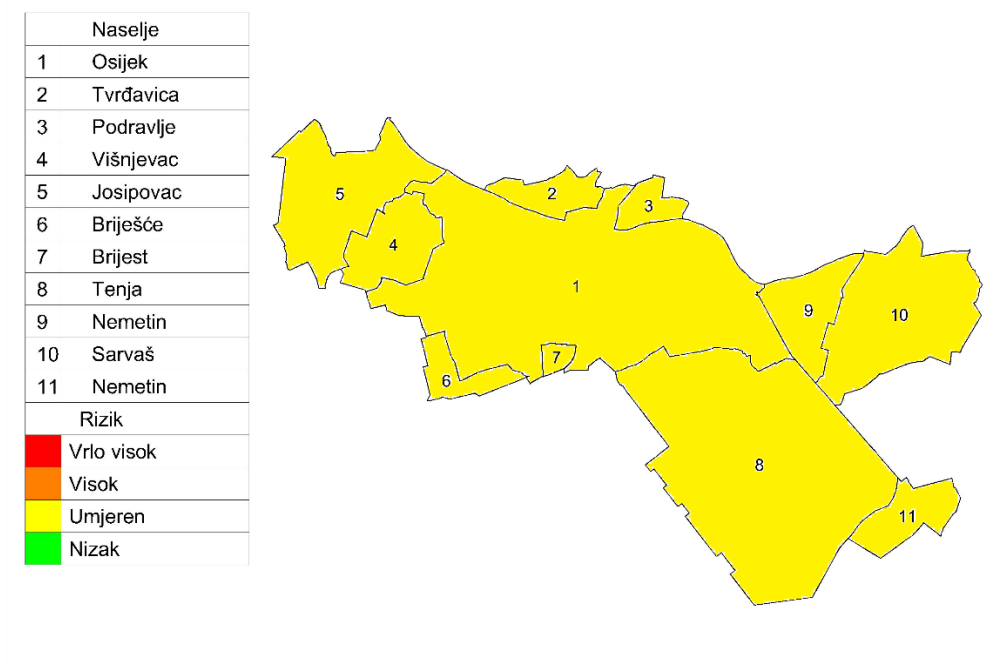 Naselje
1 Osijek
2 Tvrđavica
3 Podravlje
4 Višnjevac
5 Josipovac
6 Briješće
7 Brijest
8 Tenja
9 Nemetin
10 Sarvaš
11 Nemetin
Rizik
Vrlo visok
Visok
Umjeren
Nizak
5
2
3
4
1
9
10
7
6
8
11